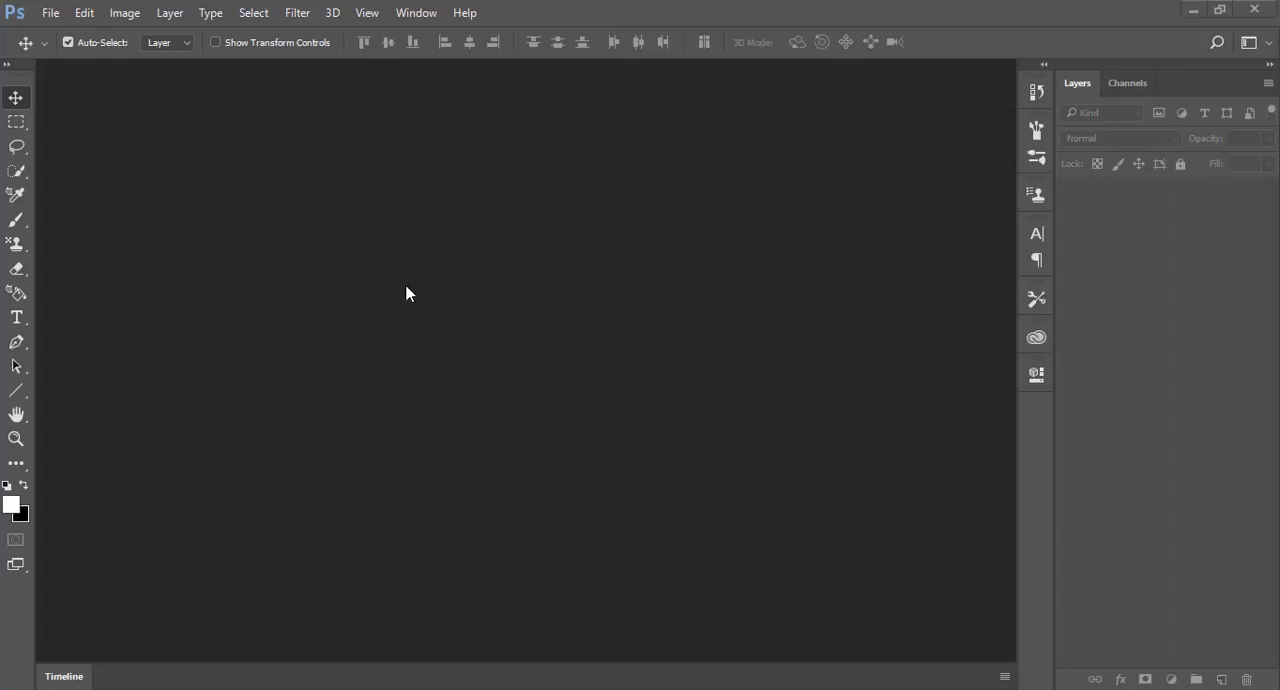 Ps File Edit Image Layer Type Select Filter 3D View Window Help
Auto-Select: Layer Show Transform Controls 3D Mode:
Layers Channels
Kind
Normal Opacity:
Lock: Fill:
Timeline